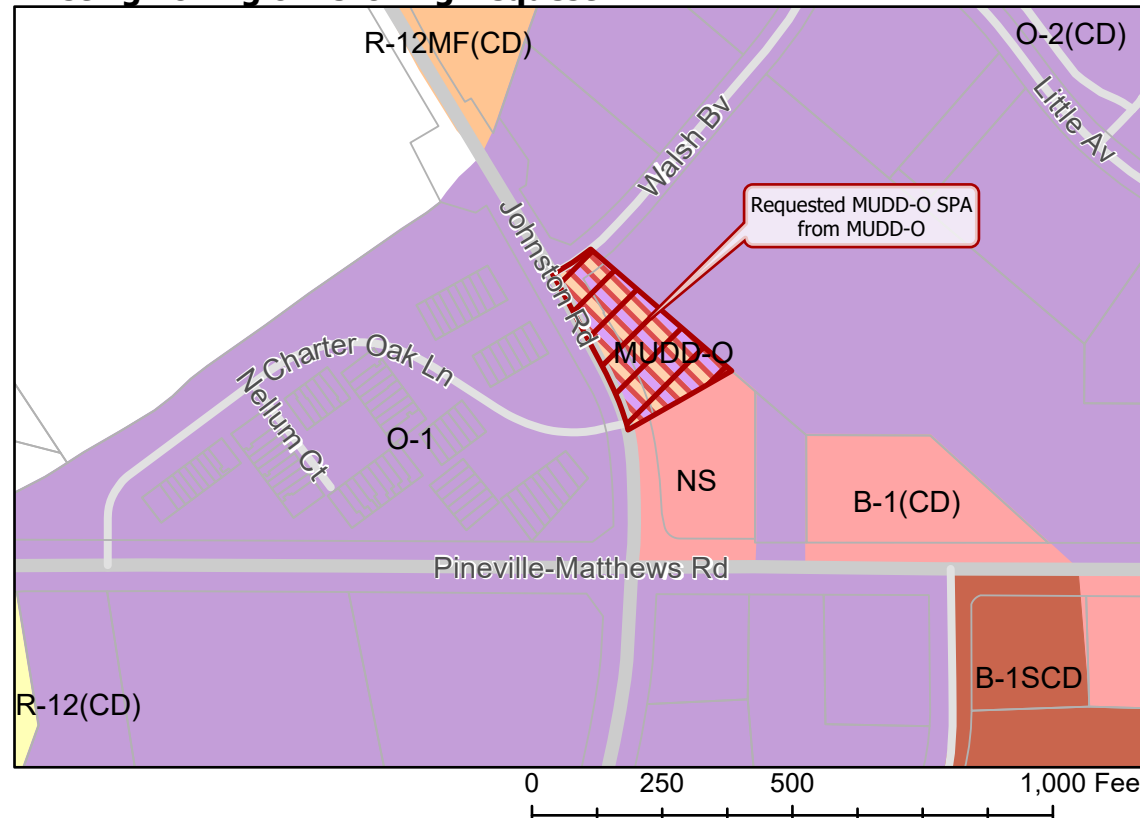 R-12MF(CD)
O-2(CD)
Little Av
Walsh Bv
Requested MUDD-O SPA
from MUDD-O
Johnston Rd
MUDD-O
N Charter Oak Ln
Nellum Ct
O-1
NS
B-1(CD)
Pineville-Matthews Rd
R-12(CD)
B-1SCD
0 250 500 1,000 Fee